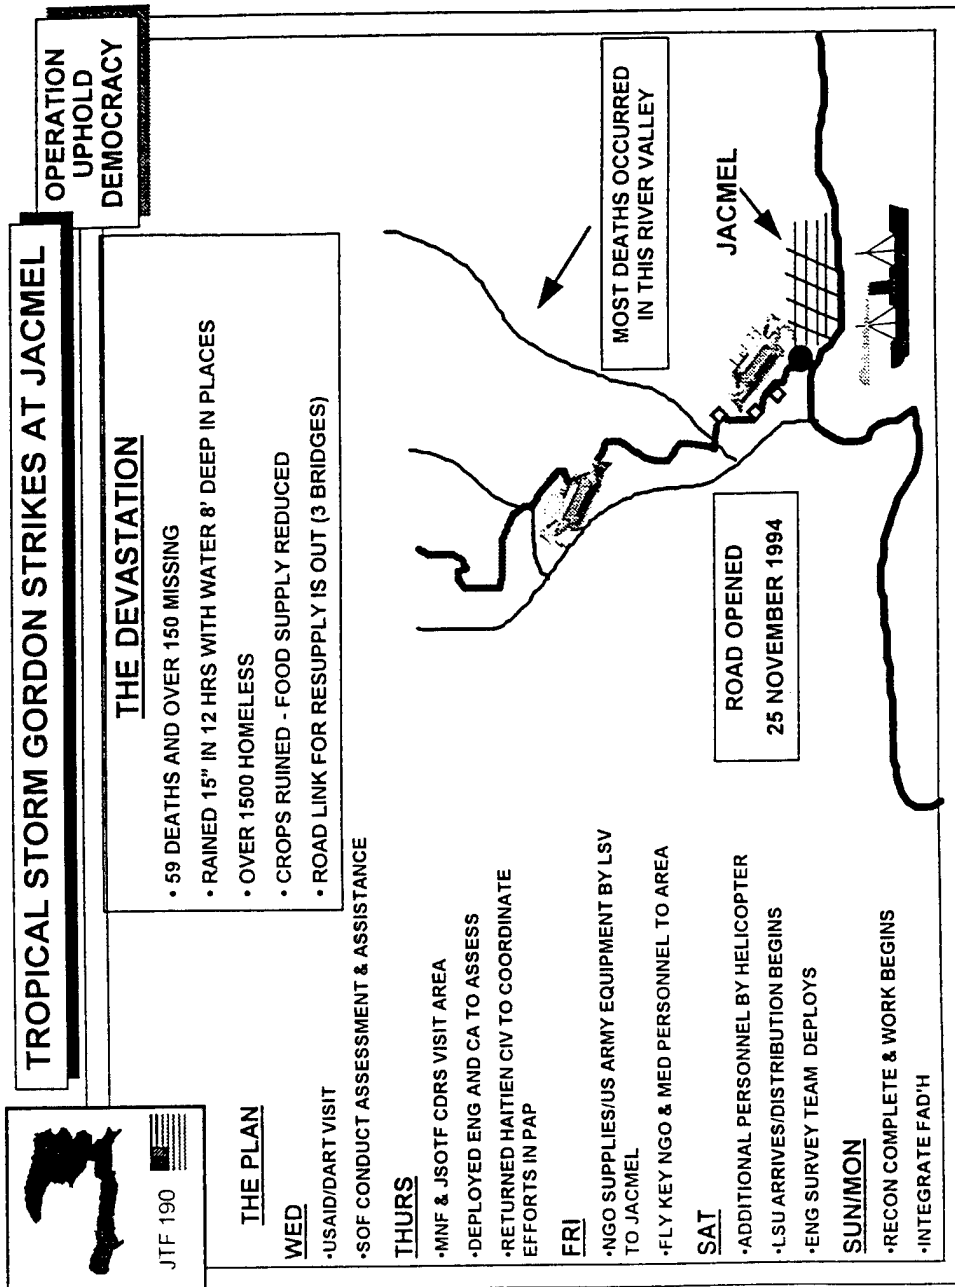 TROPICAL STORM GORDON STRIKES AT JACMEL
OPERATION
UPHOLD
DEMOCRACY
JTF 190
THE PLAN
WED
•USAID/DART VISIT
•SOF CONDUCT ASSESSMENT & ASSISTANCE
THURS
•MNF & JSOTF CDRS VISIT AREA
•DEPLOYED ENG AND CA TO ASSESS
•RETURNED HAITIEN CIV TO COORDINATE
EFFORTS IN PAP
FRI
•NGO SUPPLIES/US ARMY EQUIPMENT BY LSV
TO JACMEL
•FLY KEY NGO & MED PERSONNEL TO AREA
SAT
•ADDITIONAL PERSONNEL BY HELICOPTER
•LSU ARRIVES/DISTRIBUTION BEGINS
•ENG SURVEY TEAM DEPLOYS
SUN/MON
•RECON COMPLETE & WORK BEGINS
•INTEGRATE FAD'H
THE DEVASTATION
• 59 DEATHS AND OVER 150 MISSING
• RAINED 15" IN 12 HRS WITH WATER 8' DEEP IN PLACES
• OVER 1500 HOMELESS
• CROPS RUINED - FOOD SUPPLY REDUCED
• ROAD LINK FOR RESUPPLY IS OUT (3 BRIDGES)
MOST DEATHS OCCURRED
IN THIS RIVER VALLEY
JACMEL
ROAD OPENED
25 NOVEMBER 1994